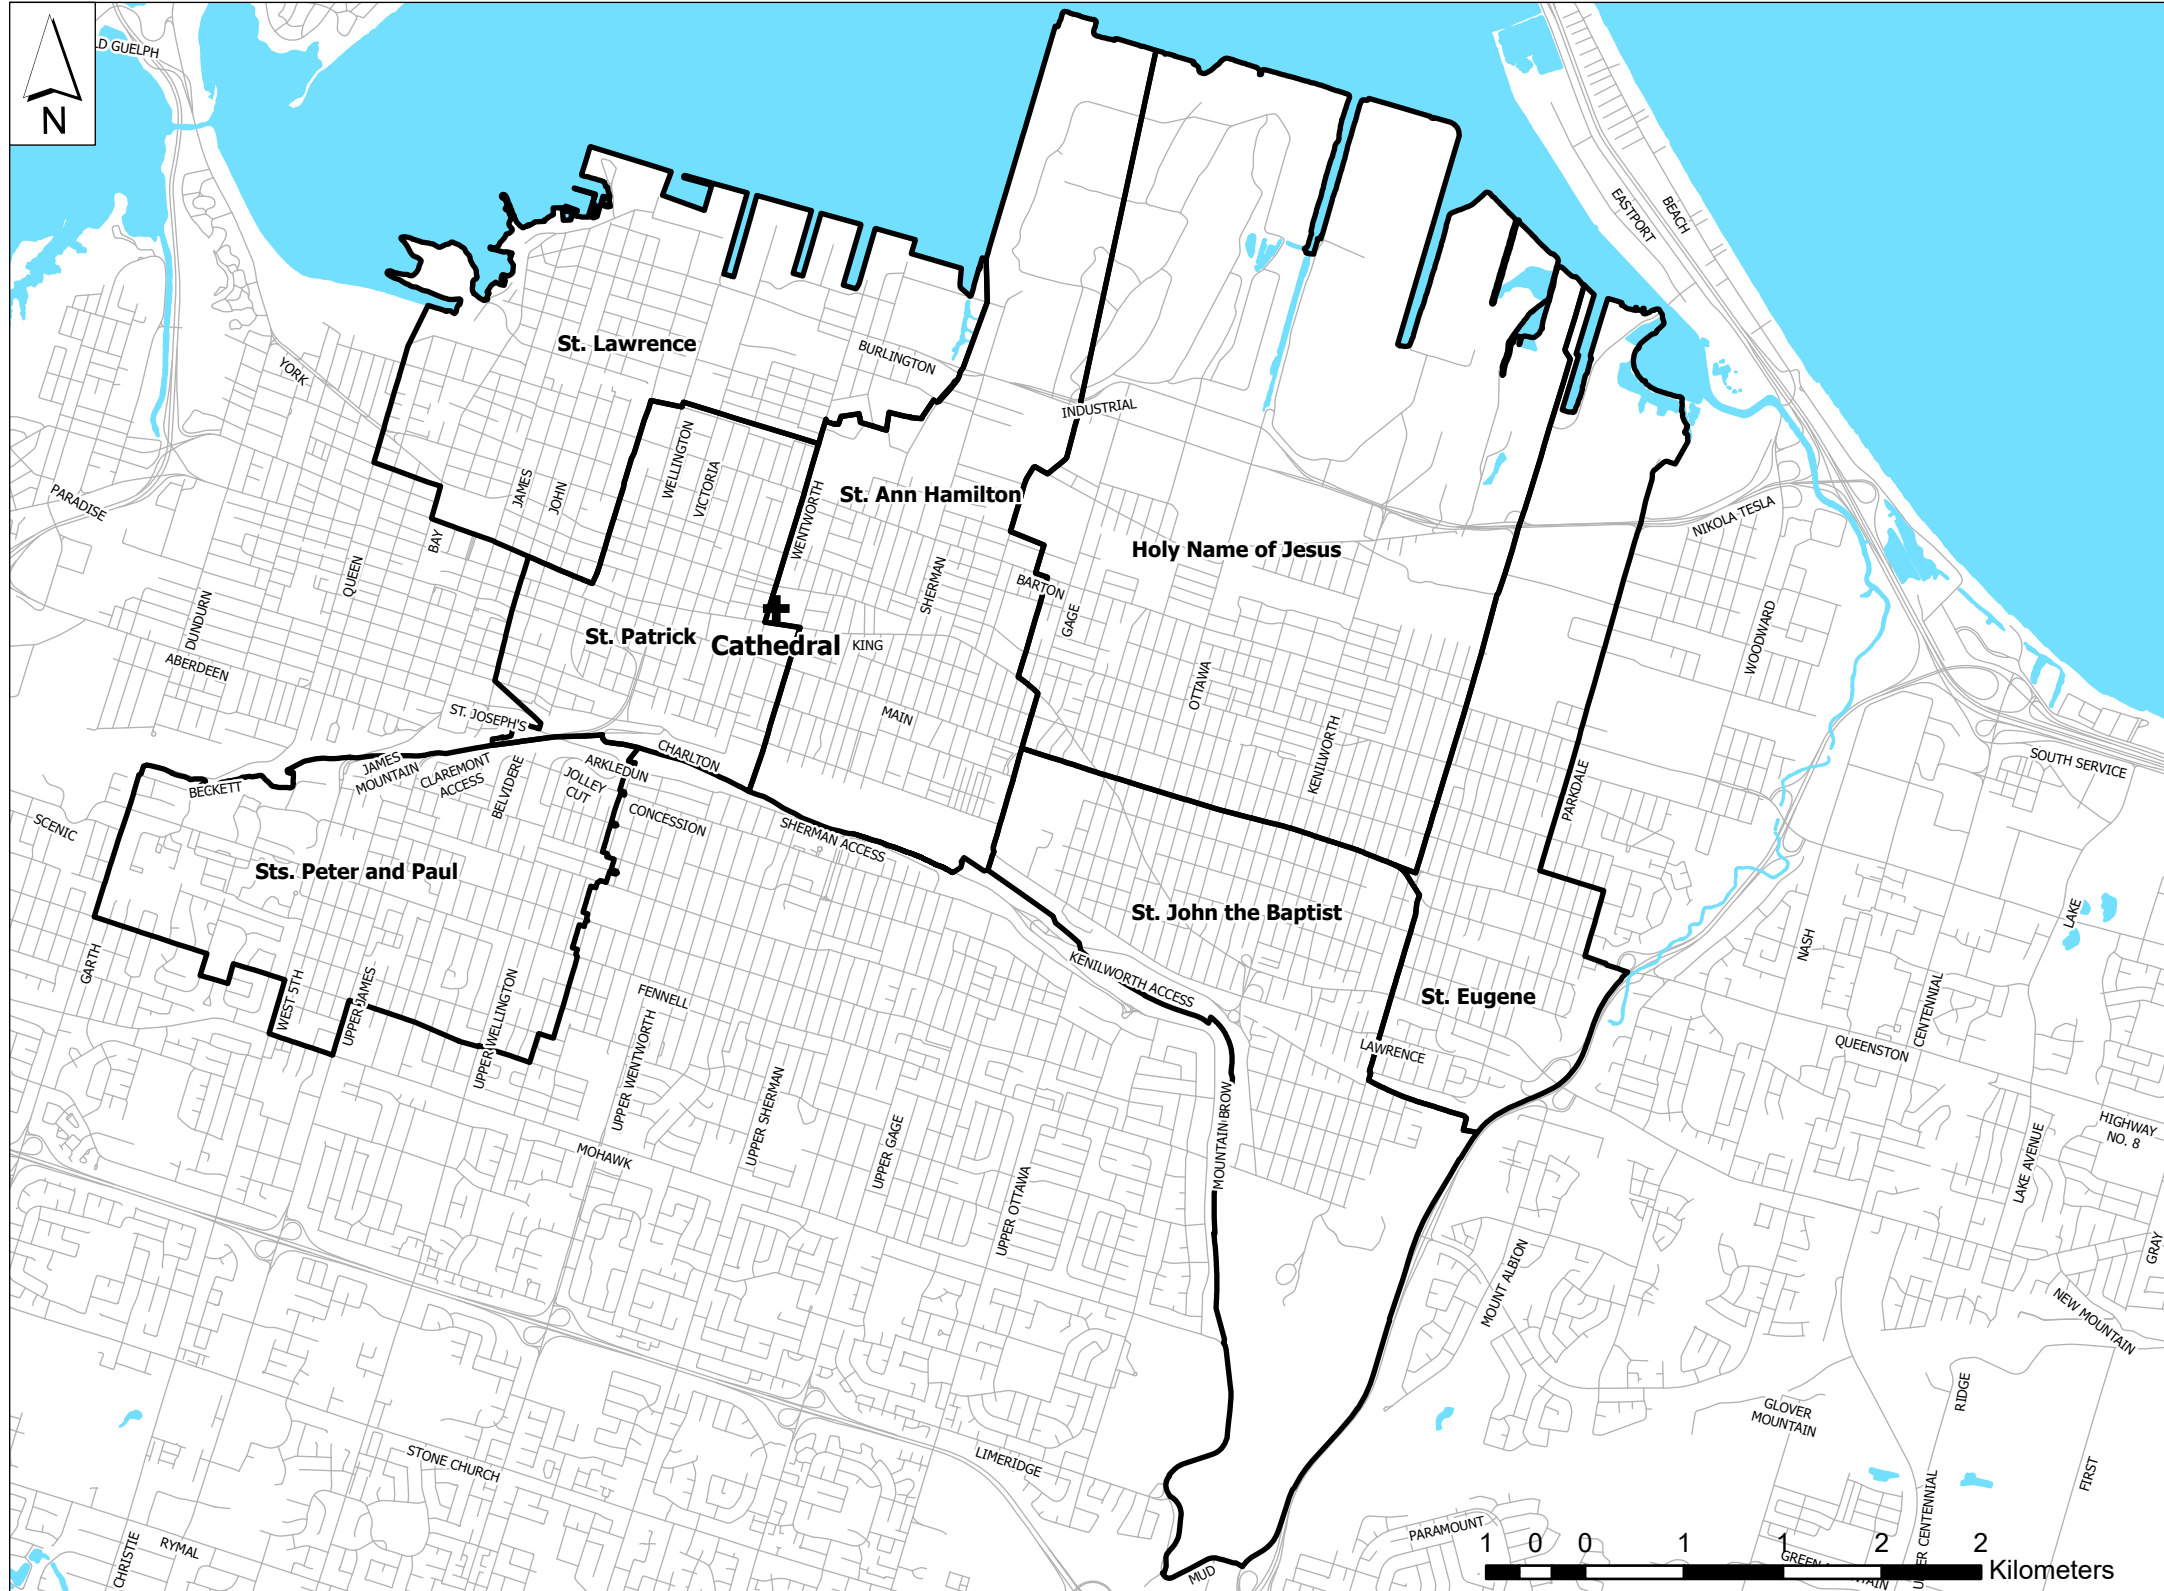 N
D GUELPH
BEACH
EASTPORT
St. Lawrence
BURLINGTON
YORK
INDUSTRIAL
WELLINGTON
VICTORIA
JAMES
JOHN
PARADISE
WENTWORTH
St. Ann Hamilton
NIKOLA TESLA
BAY
QUEEN
Holy Name of Jesus
SHERMAN
BARTON
GAGE
DUNDURN
WOODWARD
St. Patrick
Cathedral
KING
ABERDEEN
OTTAWA
ST. JOSEPH'S
MAIN
KENILWORTH
CHARLTON
SOUTH SERVICE
JAMES
MOUNTAIN
CLAREMONT
ACCESS
BELVIDERE
ARKLEDUN
JOLLEY
CUT
BECKETT
PARKDALE
CONCESSION
SCENIC
SHERMAN ACCESS
Sts. Peter and Paul
St. John the Baptist
LAKE
NASH
GARTH
KENILWORTH ACCESS
WEST 5TH
UPPER JAMES
UPPER WELLINGTON
FENNELL
St. Eugene
CENTENNIAL
UPPER WENTWORTH
LAWRENCE
QUEENSTON
UPPER SHERMAN
MOUNTAIN BROW
UPPER GAGE
HIGHWAY
NO. 8
MOHAWK
LAKE AVENUE
UPPER OTTAWA
GRAY
MOUNT ALBION
NEW MOUNTAIN
RIDGE
GLOVER
MOUNTAIN
STONE CHURCH
LIMERIDGE
FIRST
PARAMOUNT
CHRISTIE
RYMAL
MUD
1 0 0 1 2 2
Kilometers